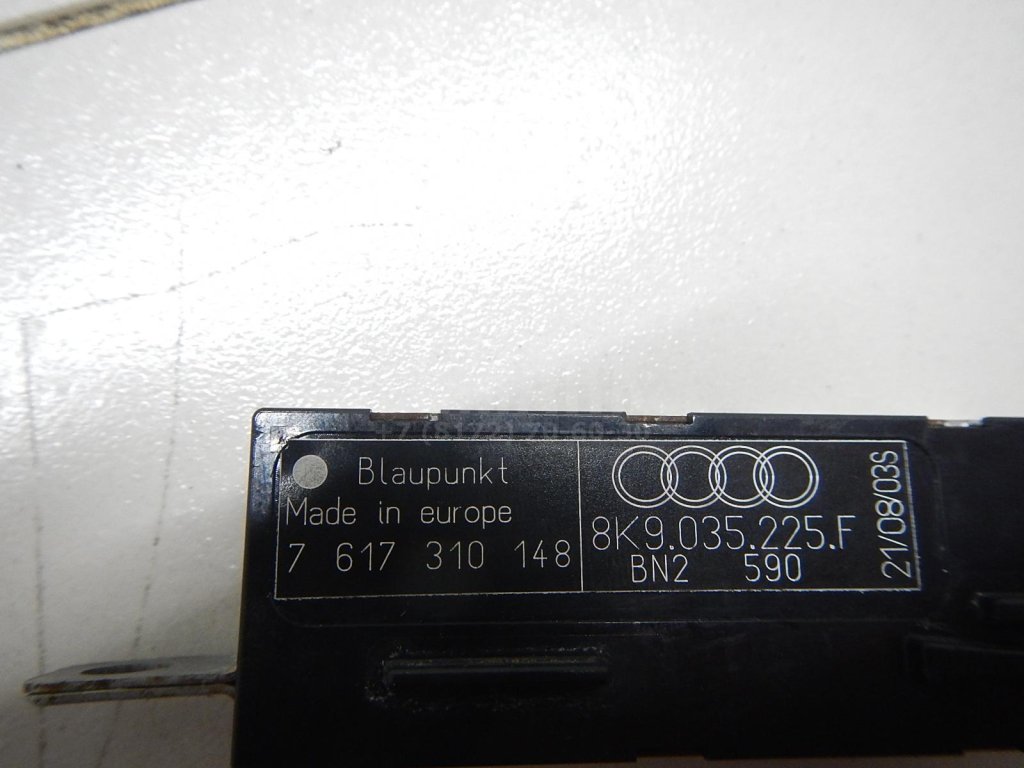 Blaupunkt
Made in europe
7 617 310 148
8K9.035.225.F
BN2 590
21/08/03S